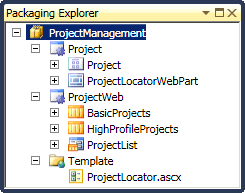 Packaging Explorer
ProjectManagement
Project
Project
ProjectLocatorWebPart
ProjectWeb
BasicProjects
HighProfileProjects
ProjectList
Template
ProjectLocator.ascx